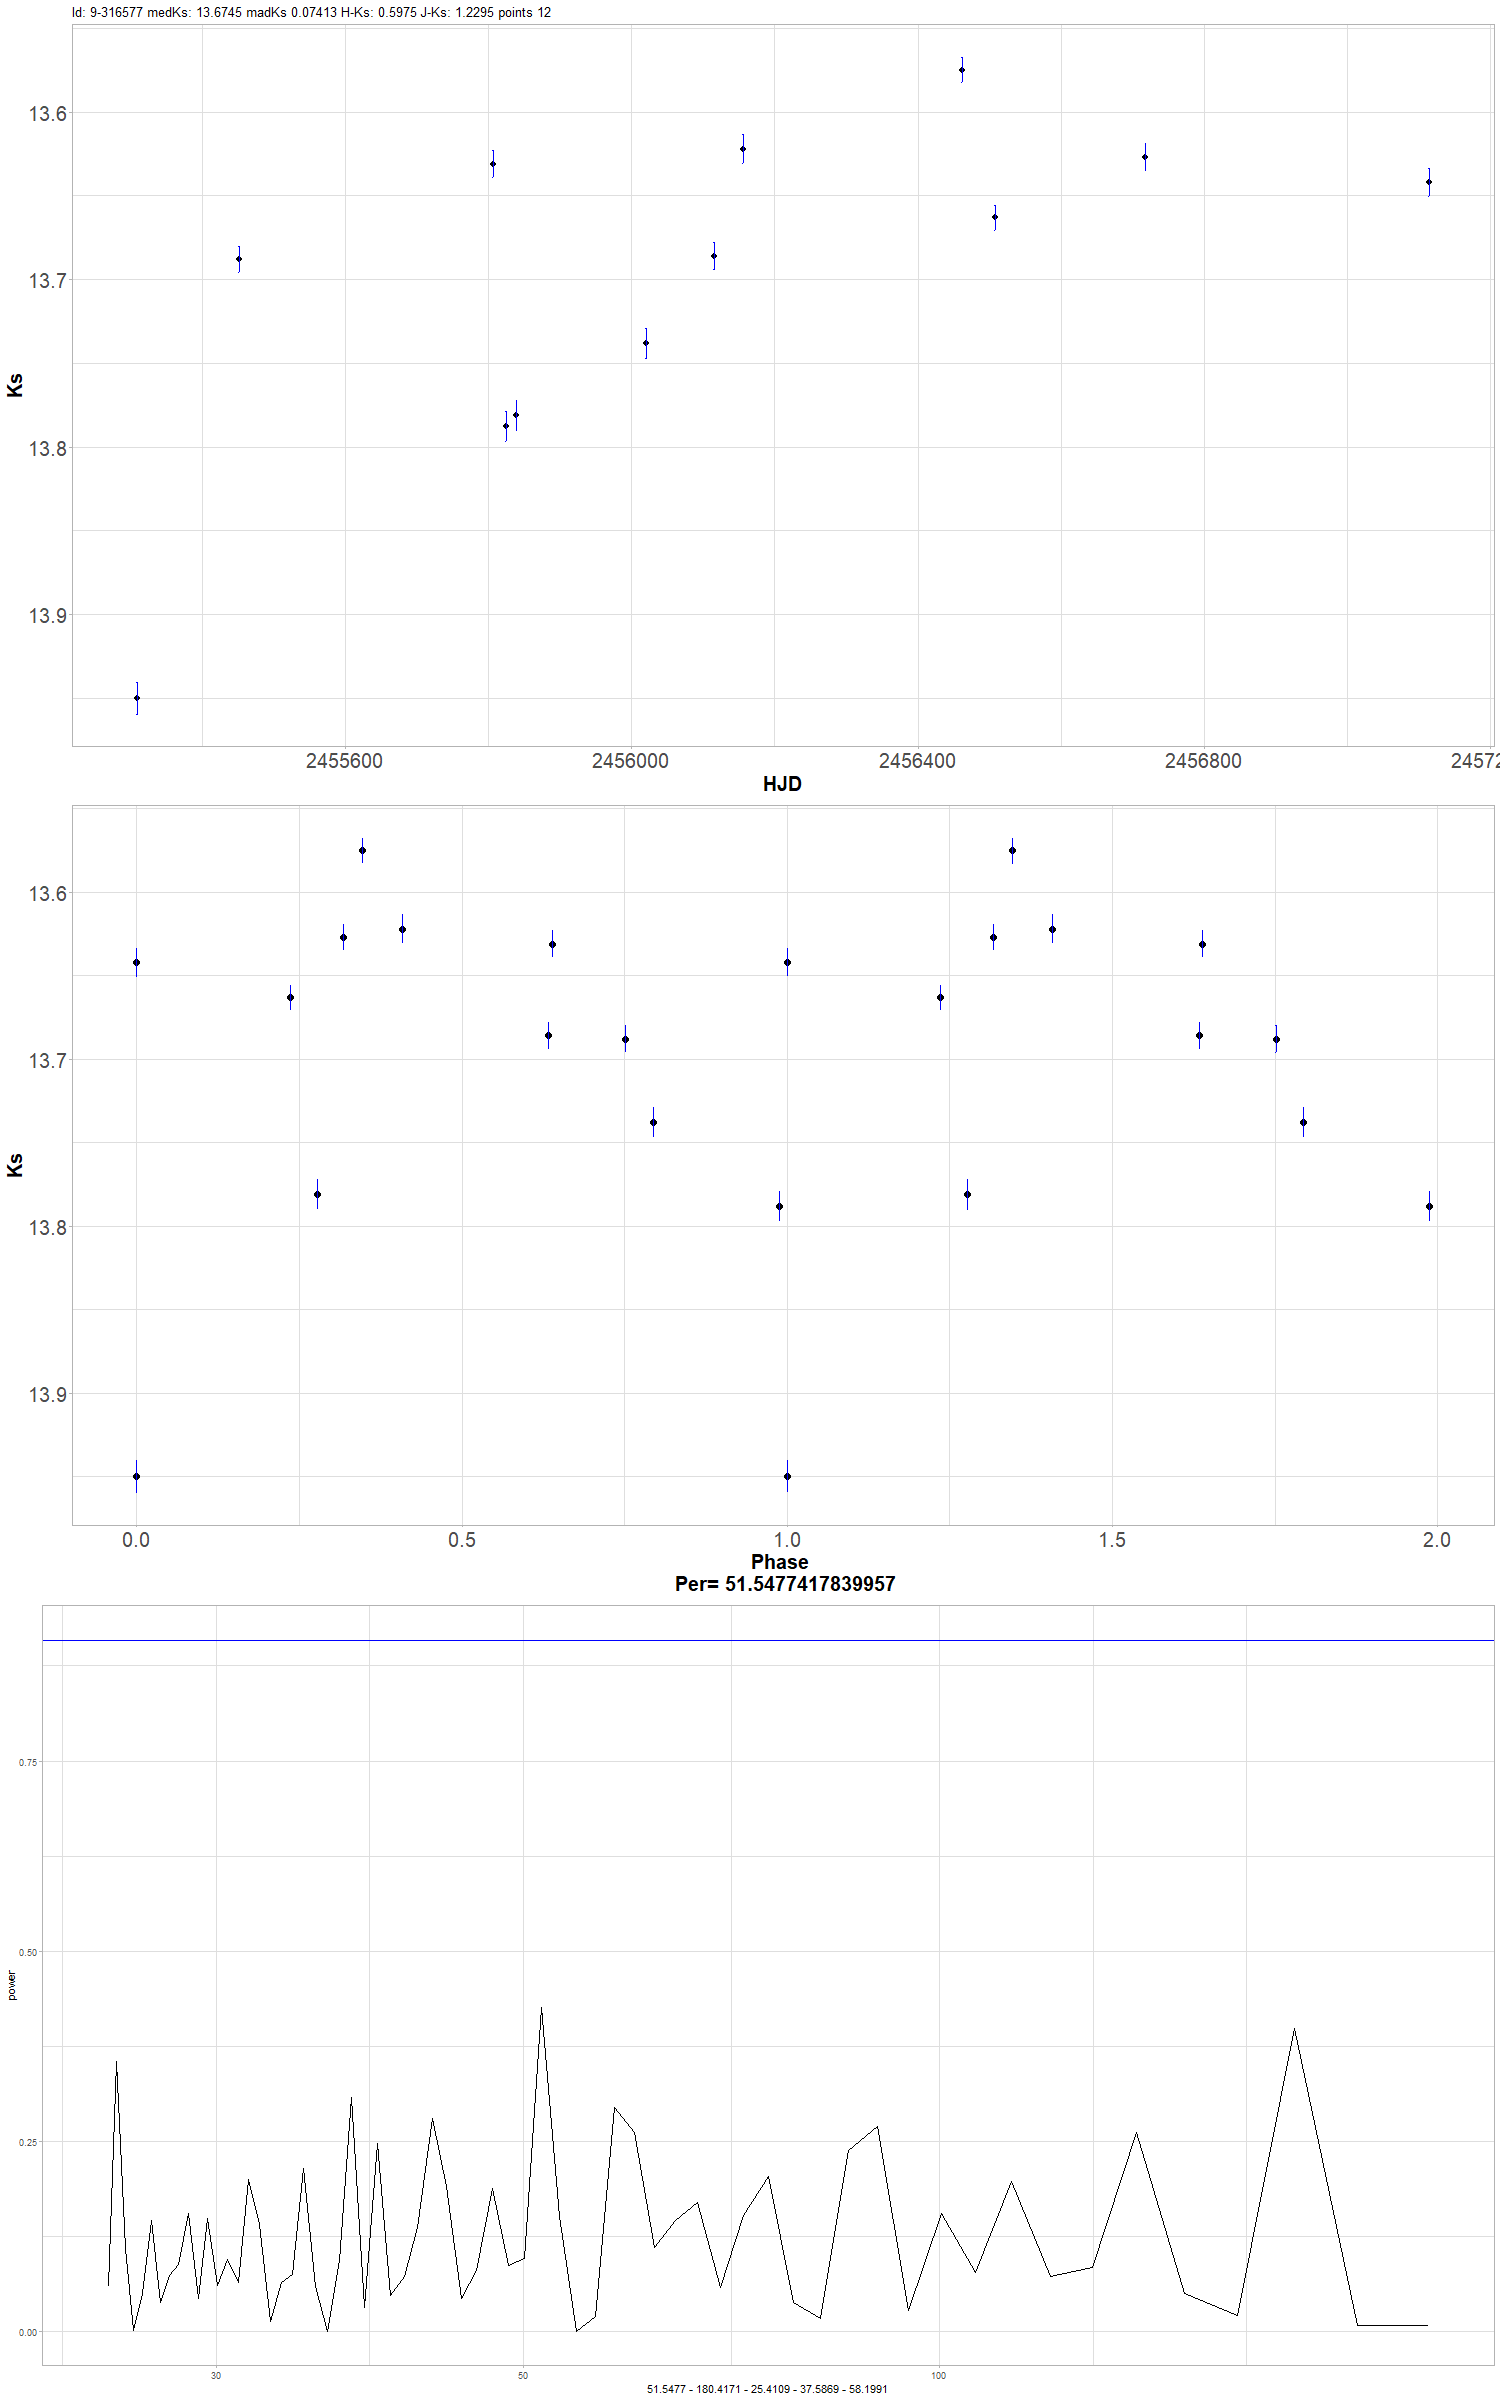 Id: 9-316577 medKs: 13.6745 madKs 0.07413 H-Ks: 0.5975 J-Ks: 1.2295 points 12
13.6
13.7
13.8
13.9
Ks
2455600 2456000 2456400 2456800 24572
HJD
13.6
13.7
13.8
13.9
Ks
0.0 0.5 1.0 1.5 2.0
Phase
Per= 51.5477417839957
0.75
0.50
0.25
0.00
power
30 50 100
51.5477 - 180.4171 - 25.4109 - 37.5869 - 58.1991